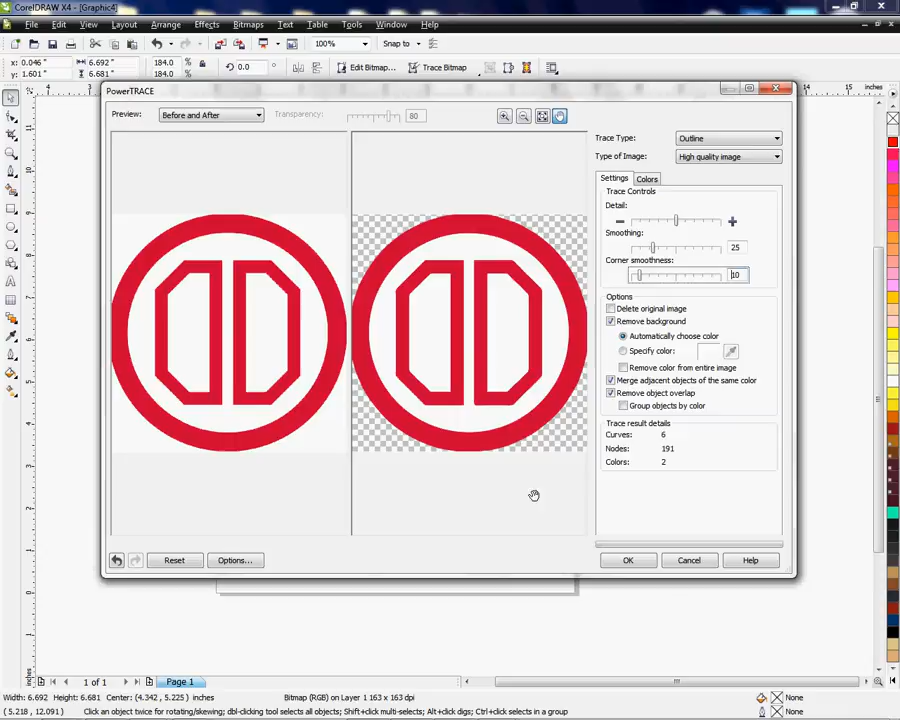 CorelDRAW X4 - [Graphic4]
File Edit View Layout Arrange Effects Bitmaps Text Table Tools Window Help
100% Snap to
x: 0.046 " 6.692 " 184.0 % 0.0 ° Edit Bitmap... Trace Bitmap
y: 1.601 " 6.681 " 184.0 %
4 3 11 12 13 14 15 inches
PowerTRACE
Preview: Before and After Transparency: 80
Trace Type: Outline
Type of Image: High quality image
Settings Colors
Trace Controls
Detail:
Smoothing:
25
Corner smoothness:
10
Options
Delete original image
Remove background
Automatically choose color
Specify color:
Remove color from entire image
Merge adjacent objects of the same color
Remove object overlap
Group objects by color
Trace result details
Curves: 6
Nodes: 191
Colors: 2
Reset Options... OK Cancel Help
1 of 1 Page 1
Width: 6.692 Height: 6.681 Center: (4.342, 5.225) inches Bitmap (RGB) on Layer 1 163 x 163 dpi None
( 5.218, 12.091) Click an object twice for rotating/skewing; dbl-clicking tool selects all objects; Shift+click multi-selects; Alt+click digs; Ctrl+click selects in a group None